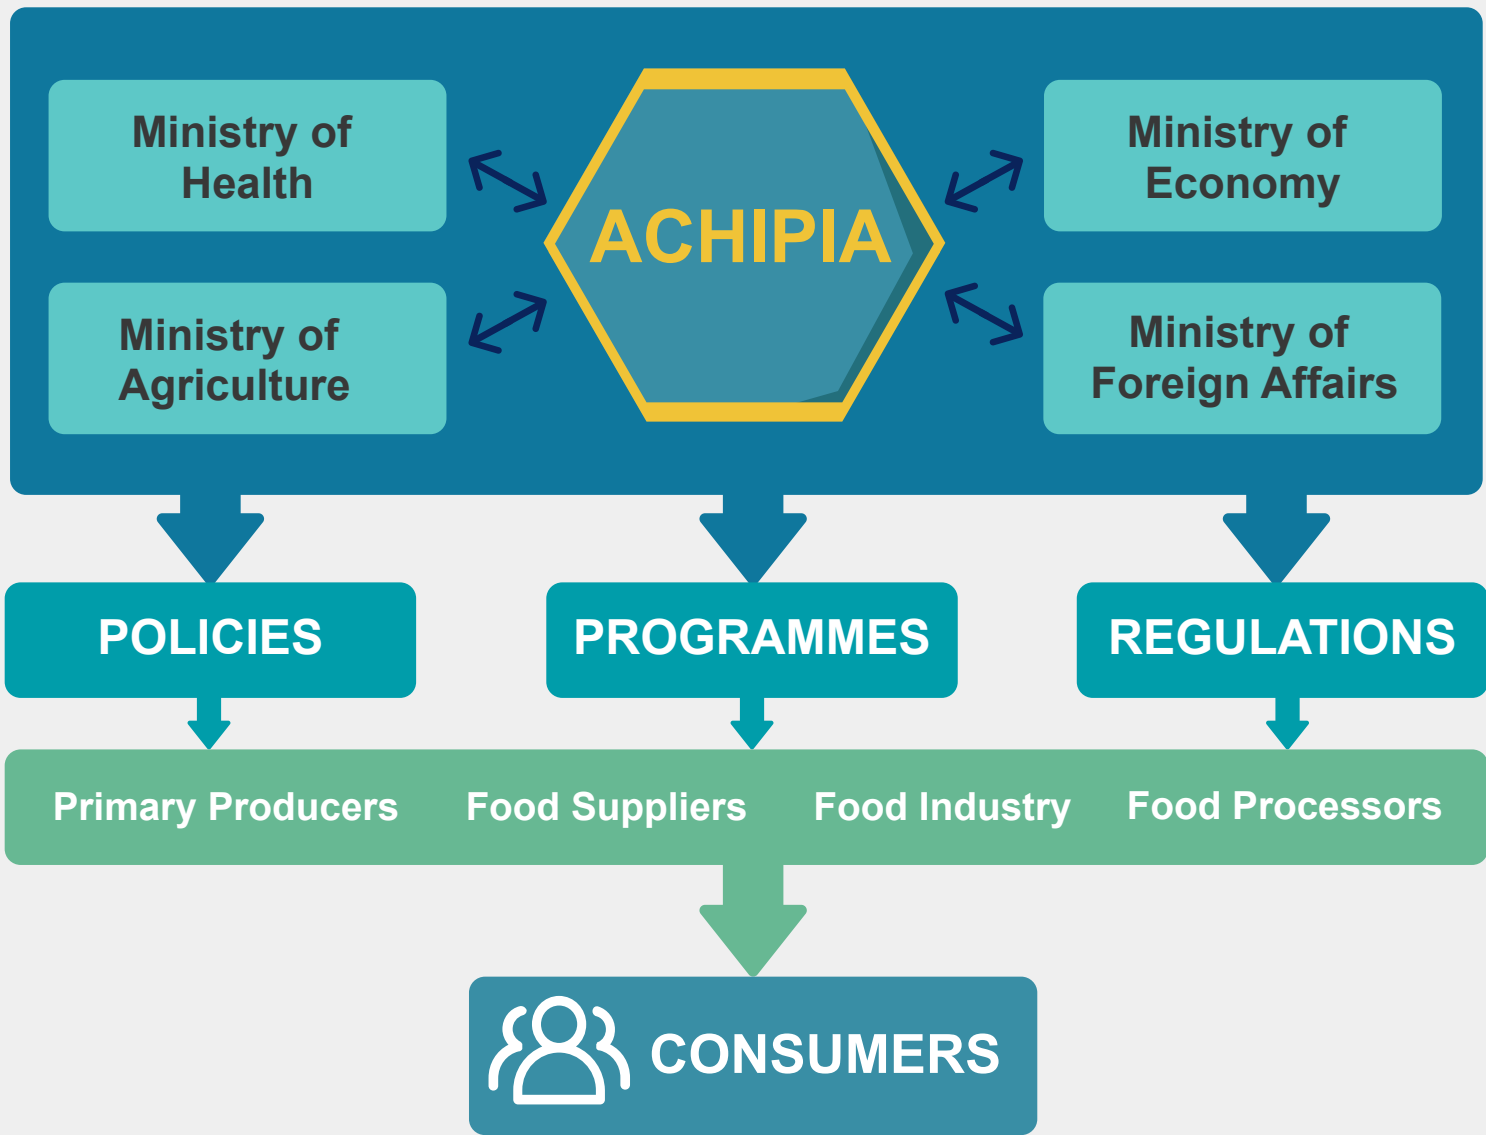 Ministry of
Health
ACHIPIA
Ministry of
Economy
Ministry of
Agriculture
Ministry of
Foreign Affairs
POLICIES
PROGRAMMES
REGULATIONS
Primary Producers
Food Suppliers
Food Industry
Food Processors
CONSUMERS